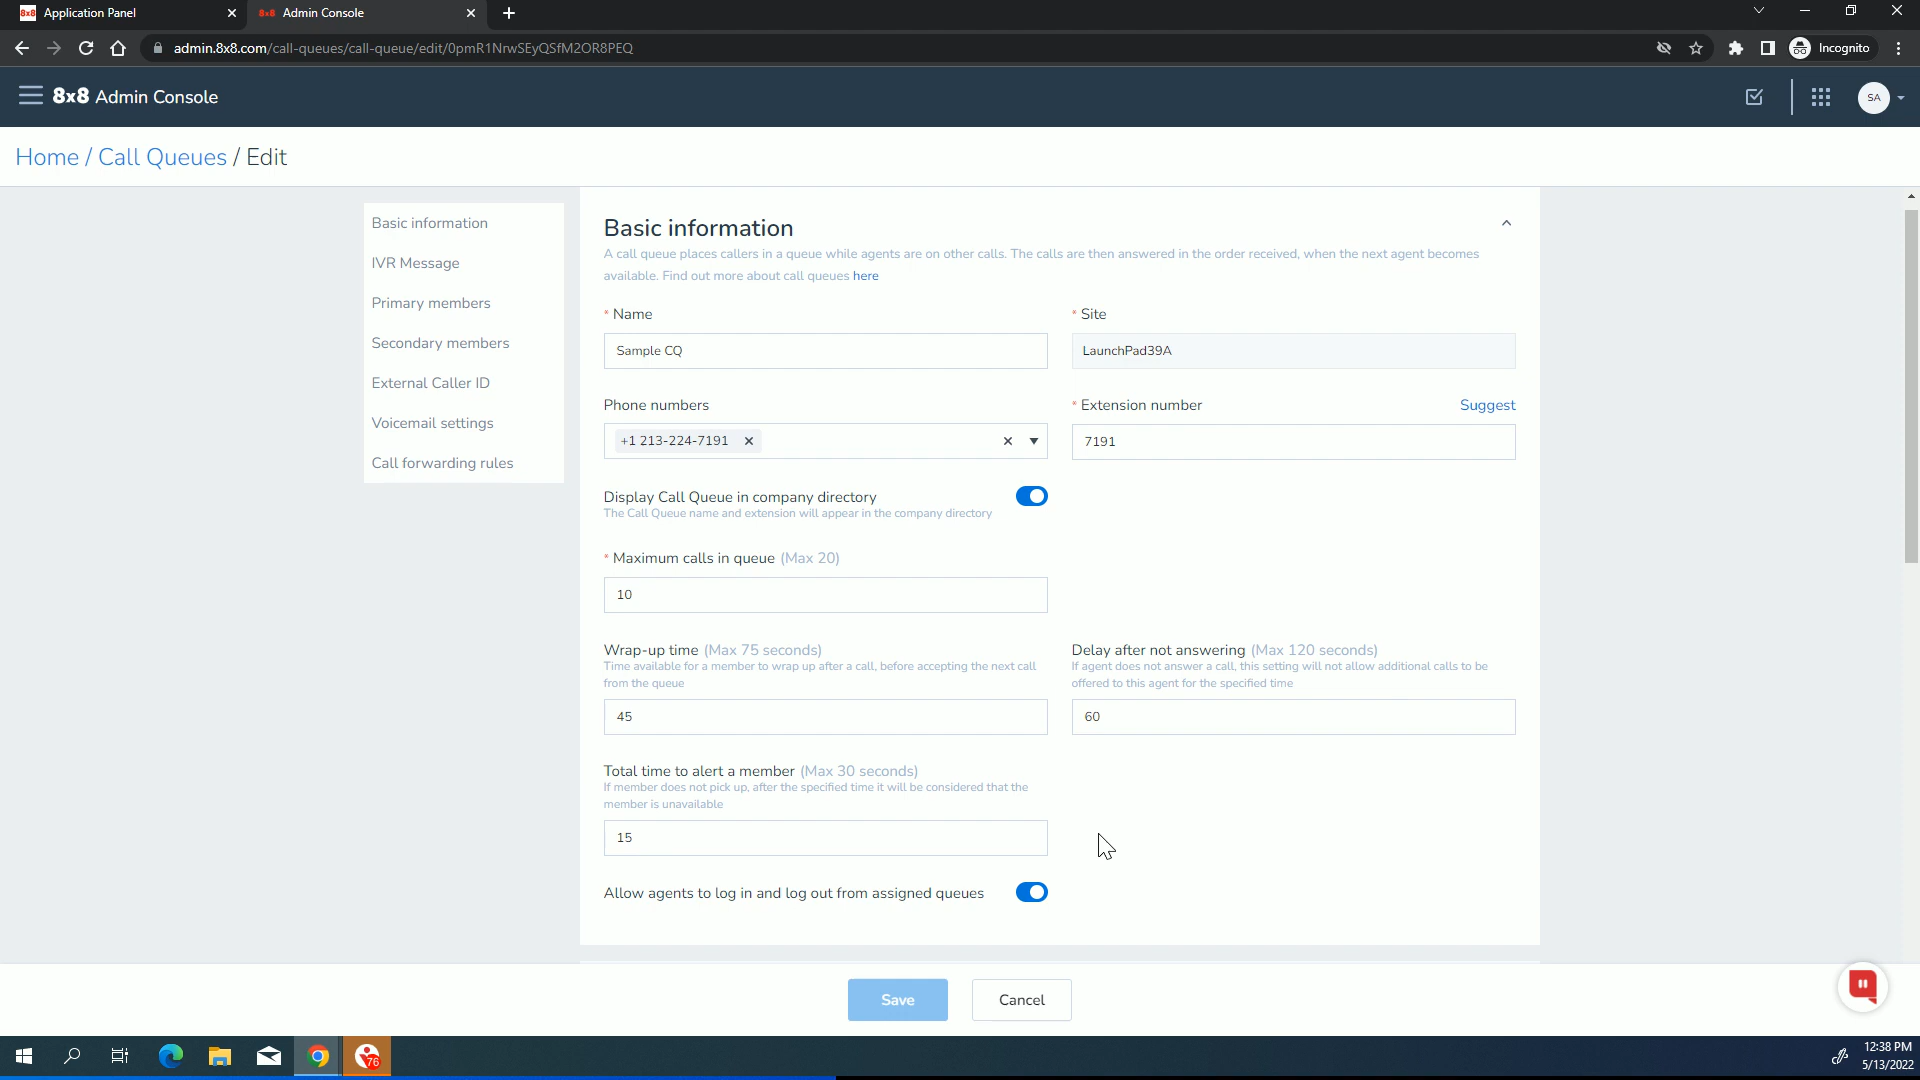 8x8 Application Panel
8x8 Admin Console
admin.8x8.com/call-queues/call-queue/edit/0pmR1NrwSEyQSfM2OR8PEQ
Incognito
8x8 Admin Console
SA
Home / Call Queues / Edit
Basic information
IVR Message
Primary members
Secondary members
External Caller ID
Voicemail settings
Call forwarding rules
Basic information
A call queue places callers in a queue while agents are on other calls. The calls are then answered in the order received, when the next agent becomes
available. Find out more about call queues here
* Name
Sample CQ
* Site
LaunchPad39A
Phone numbers
+1 213-224-7191
* Extension number
Suggest
7191
Display Call Queue in company directory
The Call Queue name and extension will appear in the company directory
* Maximum calls in queue (Max 20)
10
Wrap-up time (Max 75 seconds)
Time available for a member to wrap up after a call, before accepting the next call
from the queue
45
Delay after not answering (Max 120 seconds)
If agent does not answer a call, this setting will not allow additional calls to be
offered to this agent for the specified time
60
Total time to alert a member (Max 30 seconds)
If member does not pick up, after the specified time it will be considered that the
member is unavailable
15
Allow agents to log in and log out from assigned queues
Save
Cancel
76
12:38 PM
5/13/2022